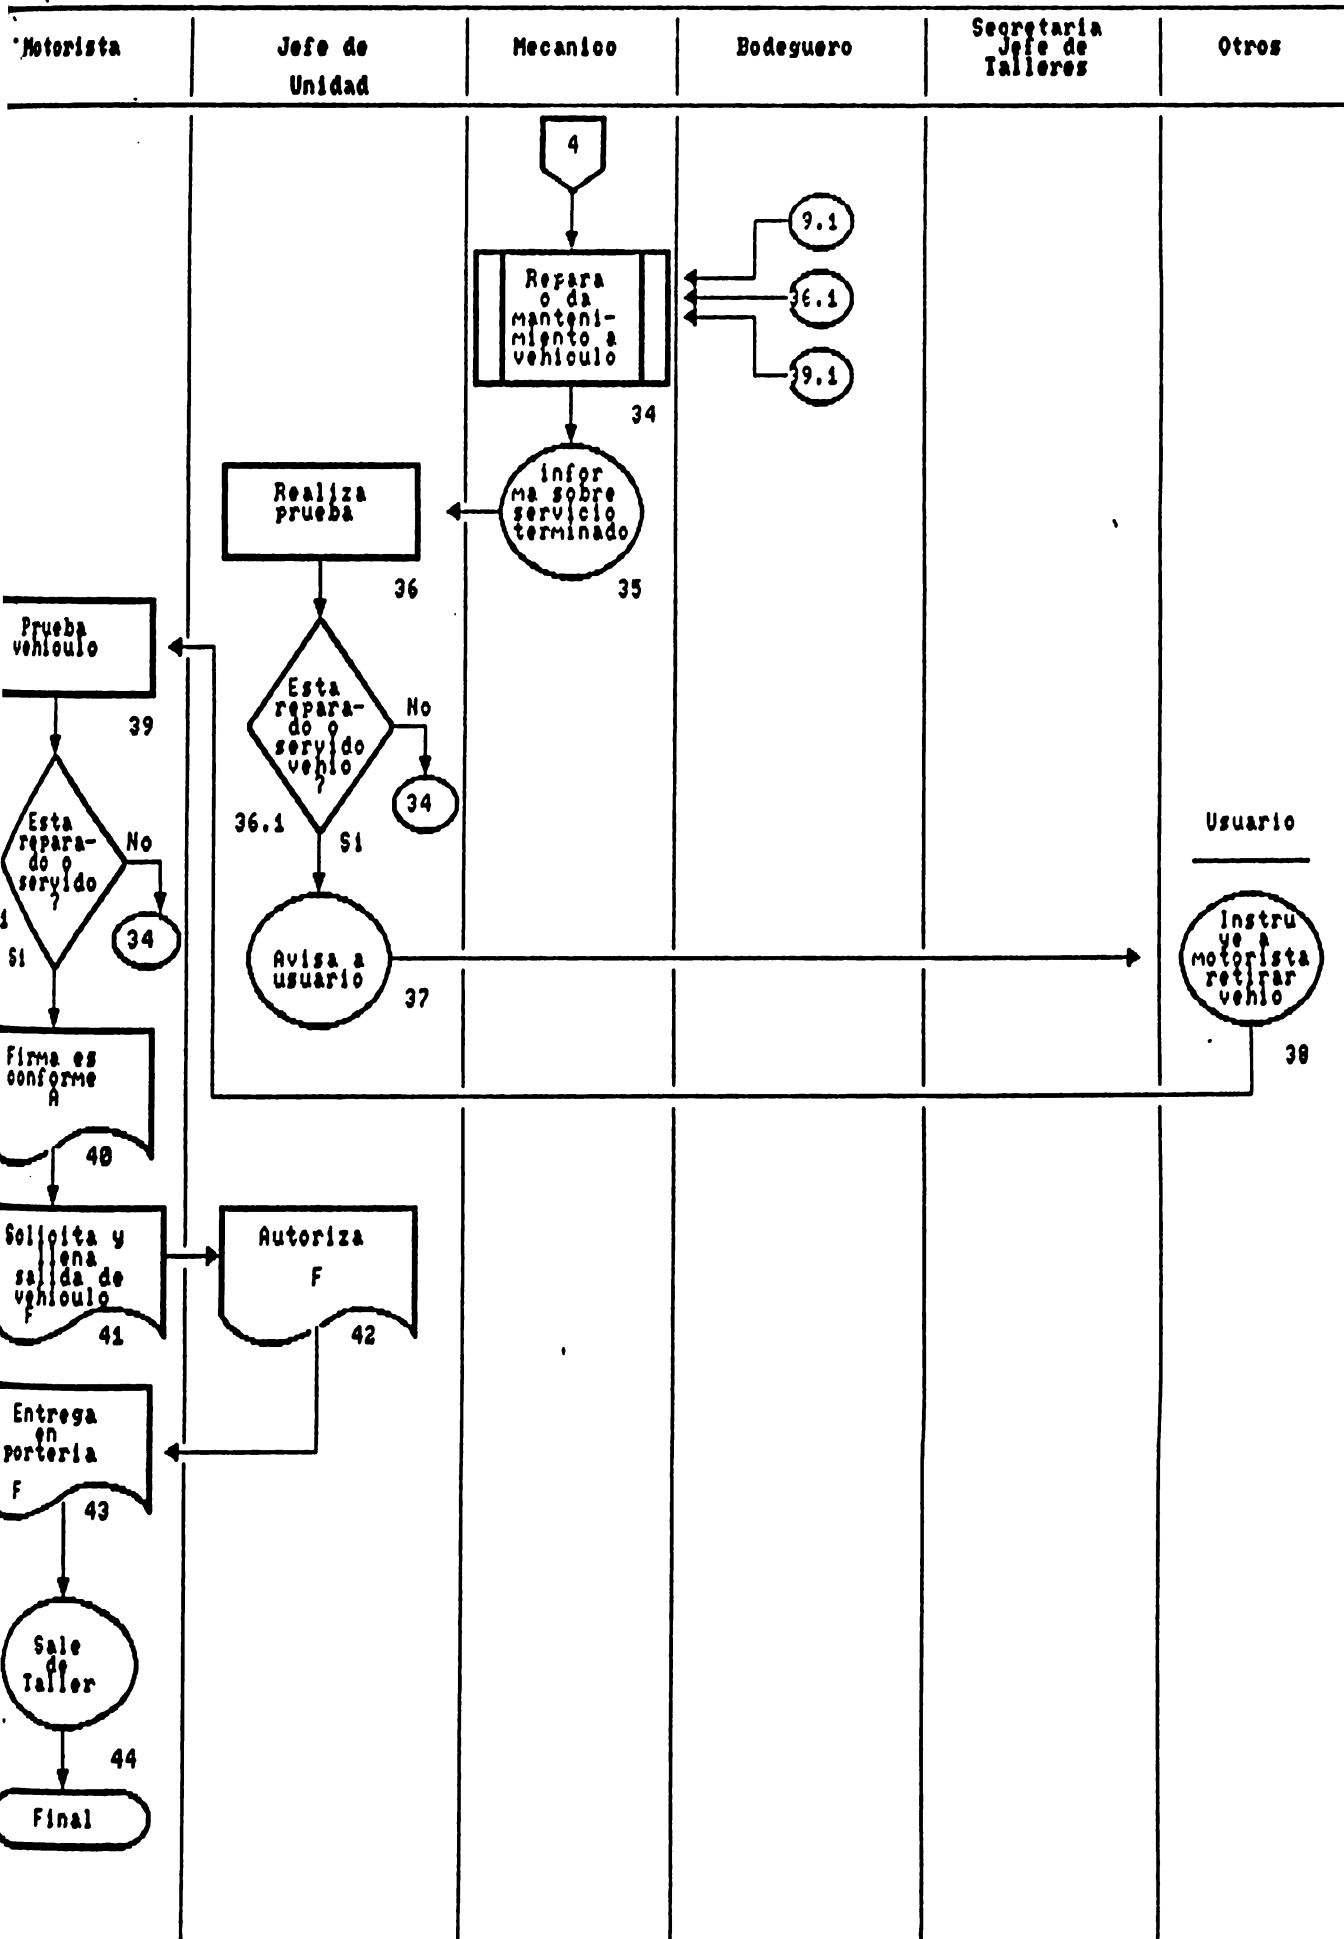 Motorista
Jefe de
Unidad
Mecanico
Bodeguero
Secretaria
Jefe de
Talleres
Otros
4
9.1
36.1
39.1
Repara
o da
manteni-
miento a
vehiculo
34
infor
ma sobre
servicio
terminado
35
Realiza
prueba
36
Prueba
vehiculo
39
Esta
repara-
do o
servido
vehic
?
No
34
36.1
Si
Esta
repara-
do o
servido
?
No
34
1
Si
Avisa a
usuario
37
Usuario
Instru
ye a
motorista
retirar
vehic
38
Firma es
conforme
A
40
Solicita y
llena
salida de
vehiculo
F
41
Autoriza
F
42
Entrega
en
porteria
F
43
Sale
de
Taller
44
Final